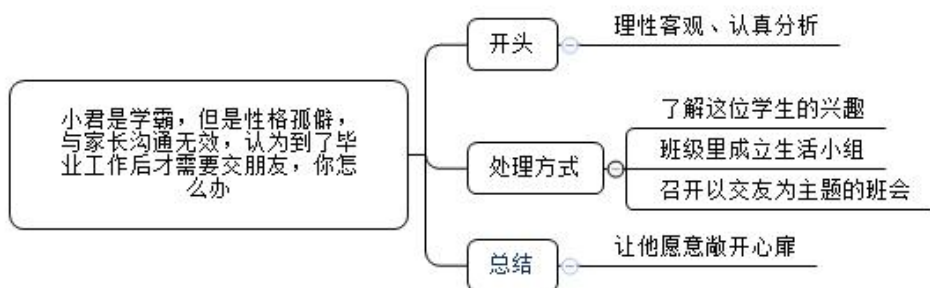 小君是学霸，但是性格孤僻，
与家长沟通无效，认为到了毕
业工作后才需要交朋友，你怎
么办
开头
理性客观、认真分析
处理方式
了解这位学生的兴趣
班级里成立生活小组
召开以交友为主题的班会
总结
让他愿意敞开心扉